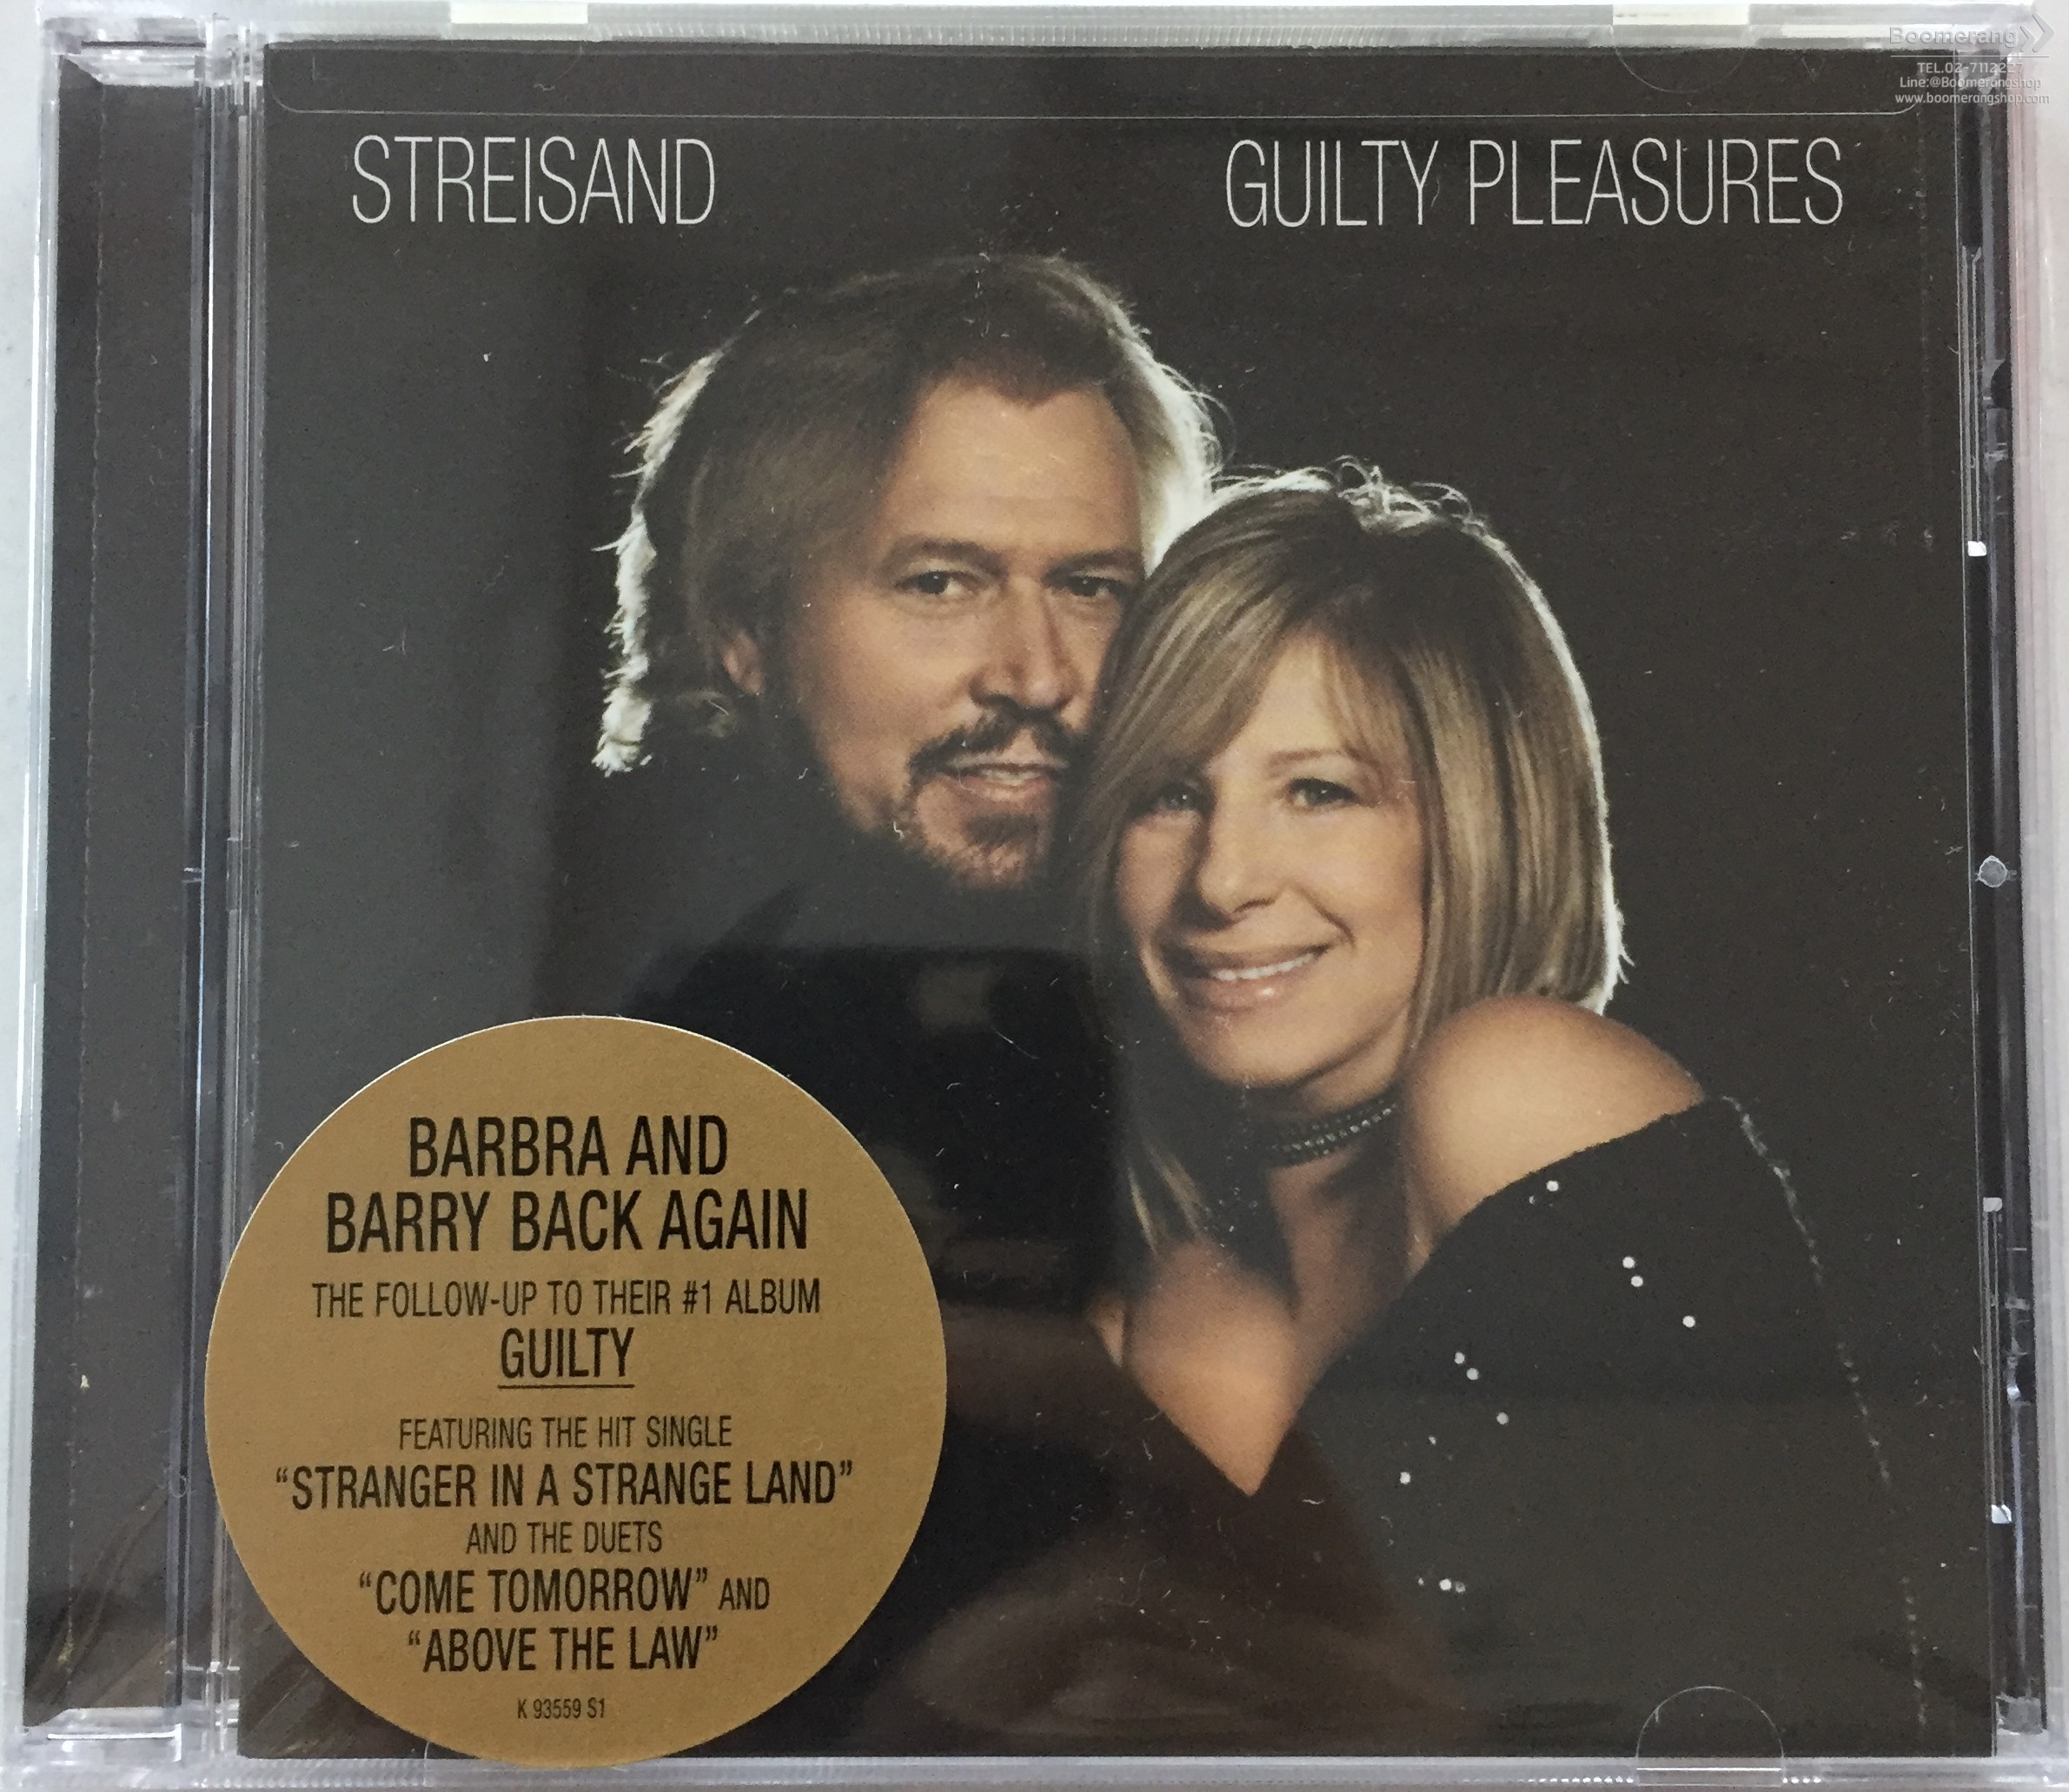 Boomerang
TEL.02-7112227
Line:@Boomerangshop
www.boomerangshop.com
STREISAND
GUILTY PLEASURES
BARBRA AND
BARRY BACK AGAIN
THE FOLLOW-UP TO THEIR #1 ALBUM
GUILTY
FEATURING THE HIT SINGLE
“STRANGER IN A STRANGE LAND”
AND THE DUETS
“COME TOMORROW” AND
“ABOVE THE LAW”
K 93559 S1